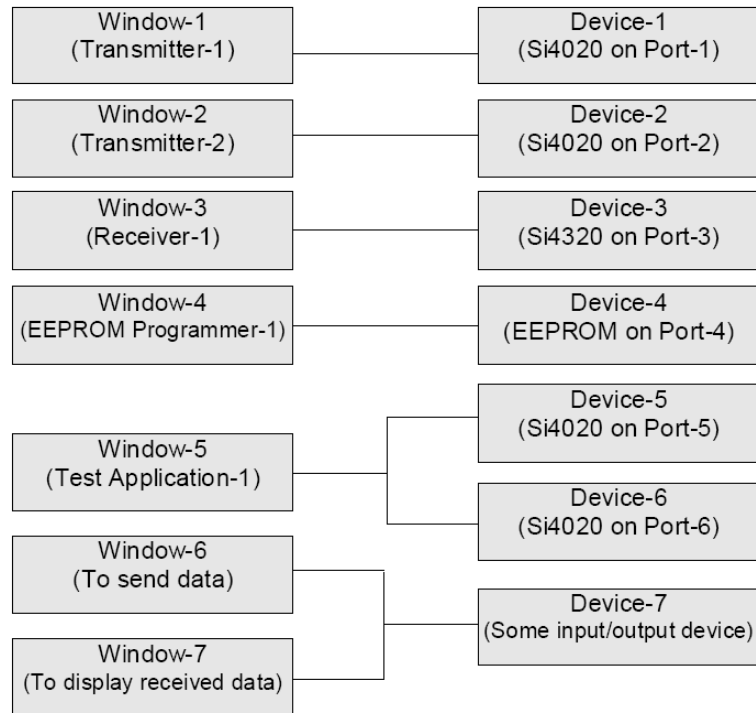 Window-1
(Transmitter-1)
Device-1
(Si4020 on Port-1)
Window-2
(Transmitter-2)
Device-2
(Si4020 on Port-2)
Window-3
(Receiver-1)
Device-3
(Si4320 on Port-3)
Window-4
(EEPROM Programmer-1)
Device-4
(EEPROM on Port-4)
Window-5
(Test Application-1)
Device-5
(Si4020 on Port-5)
Device-6
(Si4020 on Port-6)
Window-6
(To send data)
Window-7
(To display received data)
Device-7
(Some input/output device)